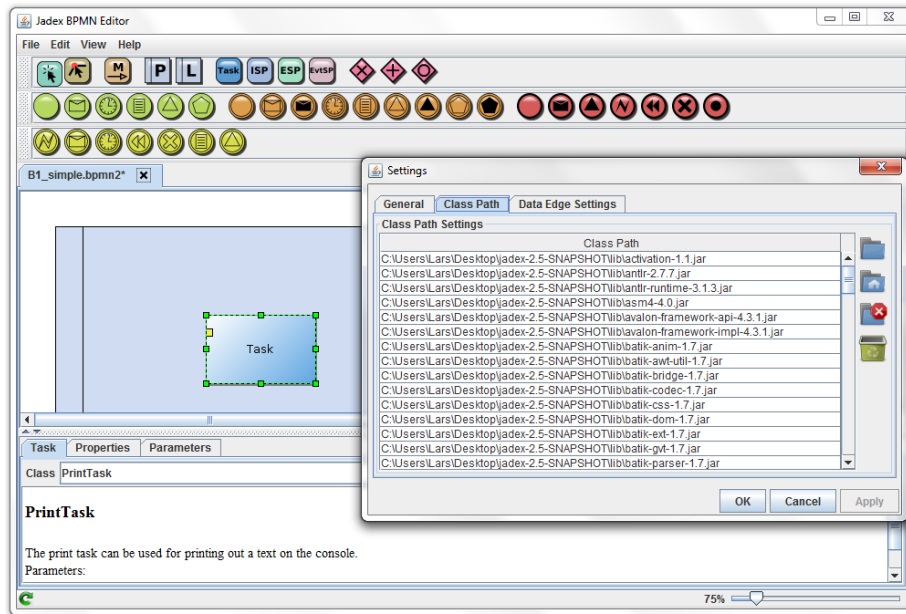 Jadex BPMN Editor
File Edit View Help
M P L Task ISP ESP EvtSP
B1_simple.bpmn2*
Settings
General Class Path Data Edge Settings
Class Path Settings
Class Path
C:\Users\Lars\Desktop\jadex-2.5-SNAPSHOT\lib\activation-1.1.jar
C:\Users\Lars\Desktop\jadex-2.5-SNAPSHOT\lib\antlr-2.7.7.jar
C:\Users\Lars\Desktop\jadex-2.5-SNAPSHOT\lib\antlr-runtime-3.1.3.jar
C:\Users\Lars\Desktop\jadex-2.5-SNAPSHOT\lib\asm4-4.0.jar
C:\Users\Lars\Desktop\jadex-2.5-SNAPSHOT\lib\avalon-framework-api-4.3.1.jar
C:\Users\Lars\Desktop\jadex-2.5-SNAPSHOT\lib\avalon-framework-impl-4.3.1.jar
C:\Users\Lars\Desktop\jadex-2.5-SNAPSHOT\lib\batik-anim-1.7.jar
C:\Users\Lars\Desktop\jadex-2.5-SNAPSHOT\lib\batik-awt-util-1.7.jar
C:\Users\Lars\Desktop\jadex-2.5-SNAPSHOT\lib\batik-bridge-1.7.jar
C:\Users\Lars\Desktop\jadex-2.5-SNAPSHOT\lib\batik-codec-1.7.jar
C:\Users\Lars\Desktop\jadex-2.5-SNAPSHOT\lib\batik-css-1.7.jar
C:\Users\Lars\Desktop\jadex-2.5-SNAPSHOT\lib\batik-dom-1.7.jar
C:\Users\Lars\Desktop\jadex-2.5-SNAPSHOT\lib\batik-ext-1.7.jar
C:\Users\Lars\Desktop\jadex-2.5-SNAPSHOT\lib\batik-gvt-1.7.jar
C:\Users\Lars\Desktop\jadex-2.5-SNAPSHOT\lib\batik-parser-1.7.jar
OK Cancel Apply
Task
Task Properties Parameters
Class PrintTask
PrintTask
The print task can be used for printing out a text on the console.
Parameters:
75%